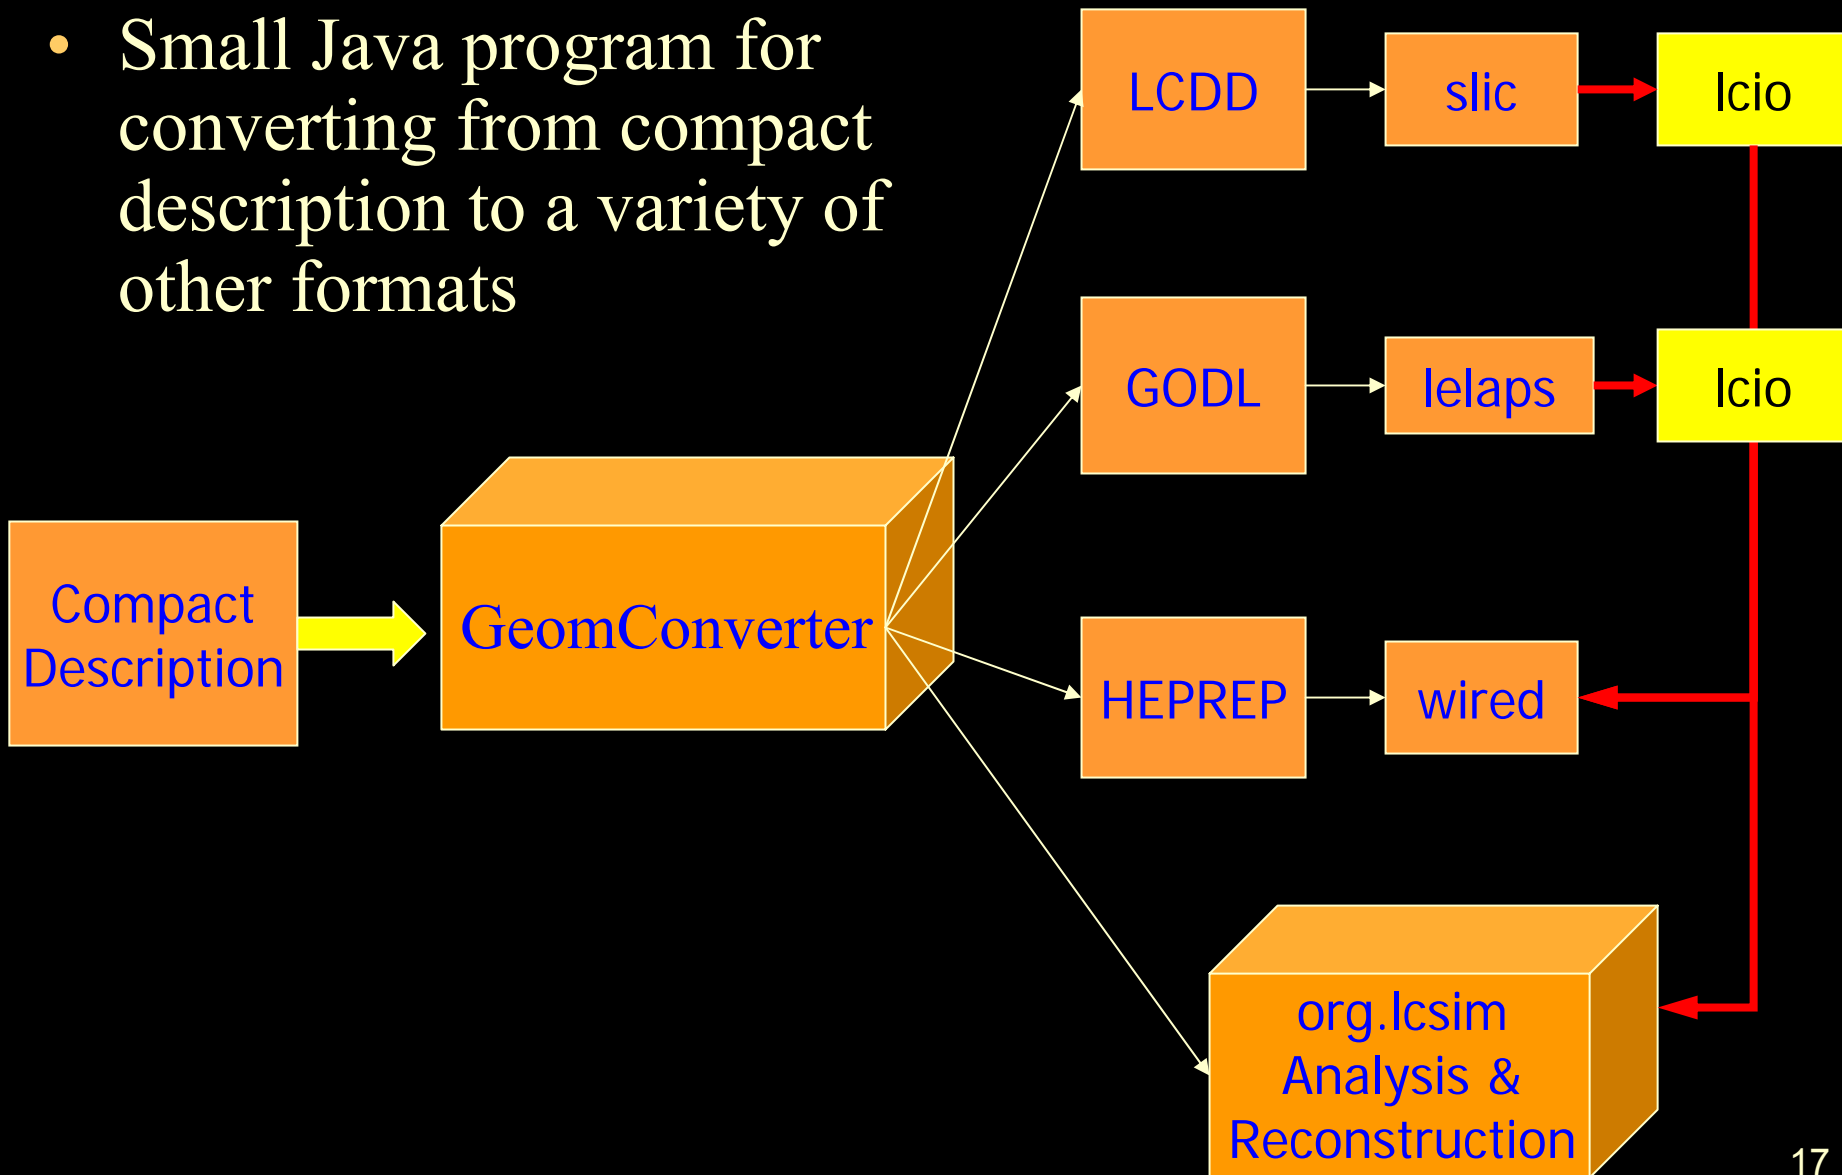 • Small Java program for
converting from compact
description to a variety of
other formats
LCDD
slic
lcio
GODL
lelaps
lcio
Compact
Description
GeomConverter
HEPREP
wired
org.lcsim
Analysis &
Reconstruction
17